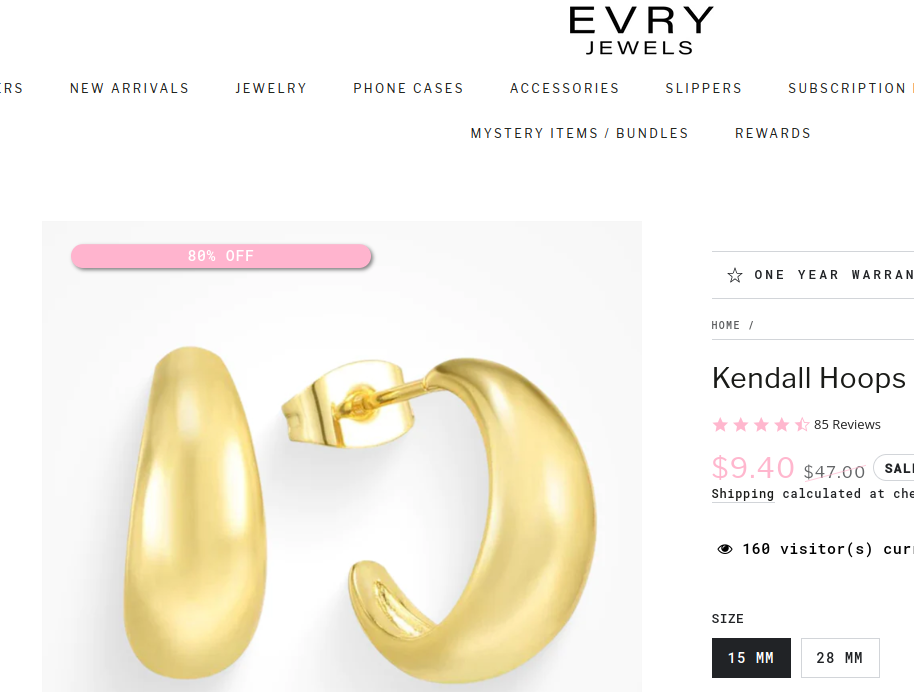 EVRY
JEWELS
ERS NEW ARRIVALS JEWELRY PHONE CASES ACCESSORIES SLIPPERS SUBSCRIPTION
MYSTERY ITEMS / BUNDLES REWARDS
80% OFF
☆ ONE YEAR WARRAN
HOME /
Kendall Hoops
85 Reviews
$9.40 $47.00 SALE
Shipping calculated at che
160 visitor(s) curr
SIZE
15 MM 28 MM